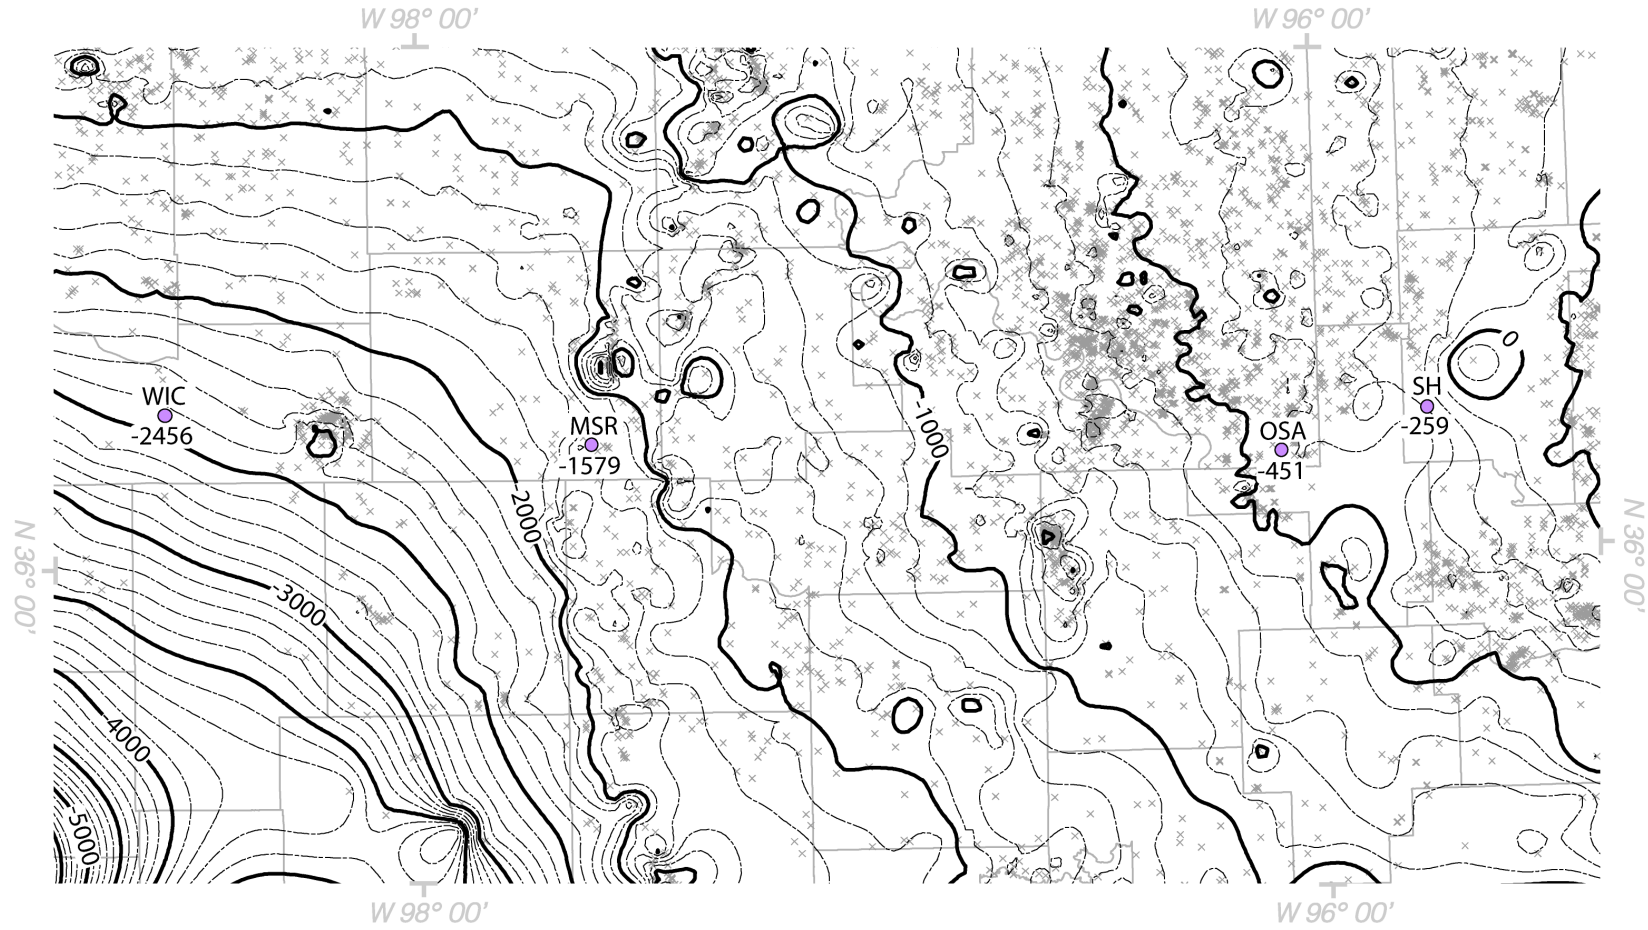 W 98° 00’
W 96° 00’
0
WIC
-2456
MSR
-1579
-1000
SH
-259
OSA
-451
-2000
N 36° 00’
N 36° 00’
-3000
-4000
-5000
W 98° 00’
W 96° 00’